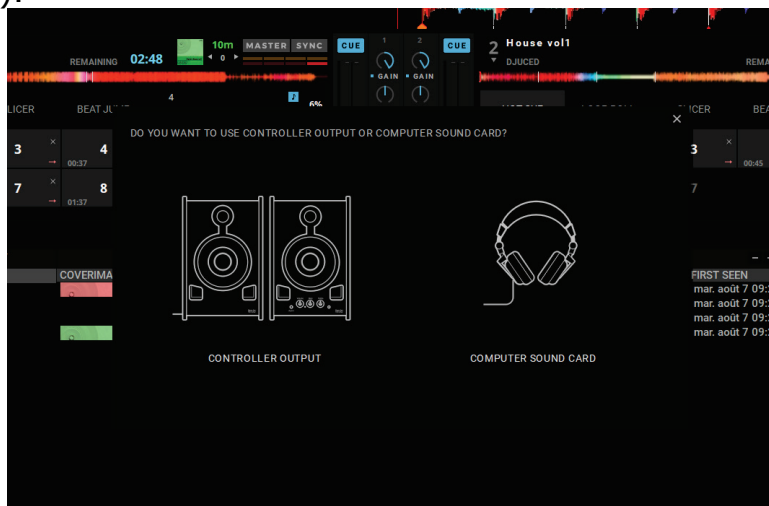 ).
10m MASTER SYNC CUE 1 2 CUE 2 House vol1
REMAINING 02:48 0 DJUCED
GAIN GAIN
4 6%
BEAT
DO YOU WANT TO USE CONTROLLER OUTPUT OR COMPUTER SOUND CARD?
3 4 3
00:37 00:45
7 8 7
01:37
COVERIMA FIRST SEEN
mar. août 7 09:
mar. août 7 09:
mar. août 7 09:
mar. août 7 09:
CONTROLLER OUTPUT COMPUTER SOUND CARD